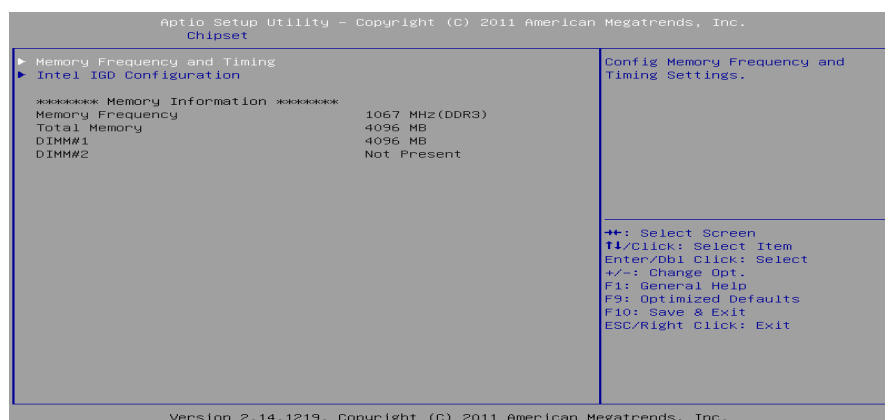 Aptio Setup Utility – Copyright (C) 2011 American Megatrends, Inc.
Chipset
► Memory Frequency and Timing
► Intel IGD Configuration
******** Memory Information ********
Memory Frequency 1067 MHz(DDR3)
Total Memory 4096 MB
DIMM#1 4096 MB
DIMM#2 Not Present
Config Memory Frequency and
Timing Settings.
→←: Select Screen
↑↓/Click: Select Item
Enter/Dbl Click: Select
+/-: Change Opt.
F1: General Help
F9: Optimized Defaults
F10: Save & Exit
ESC/Right Click: Exit
Version 2.14.1219. Copyright (C) 2011 American Megatrends, Inc.